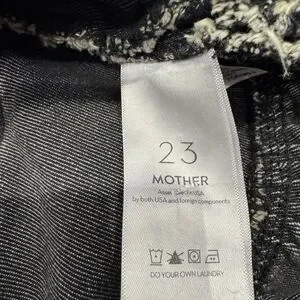 23
MOTHER
by both USA and foreign components
DO YOUR OWN LAUNDRY